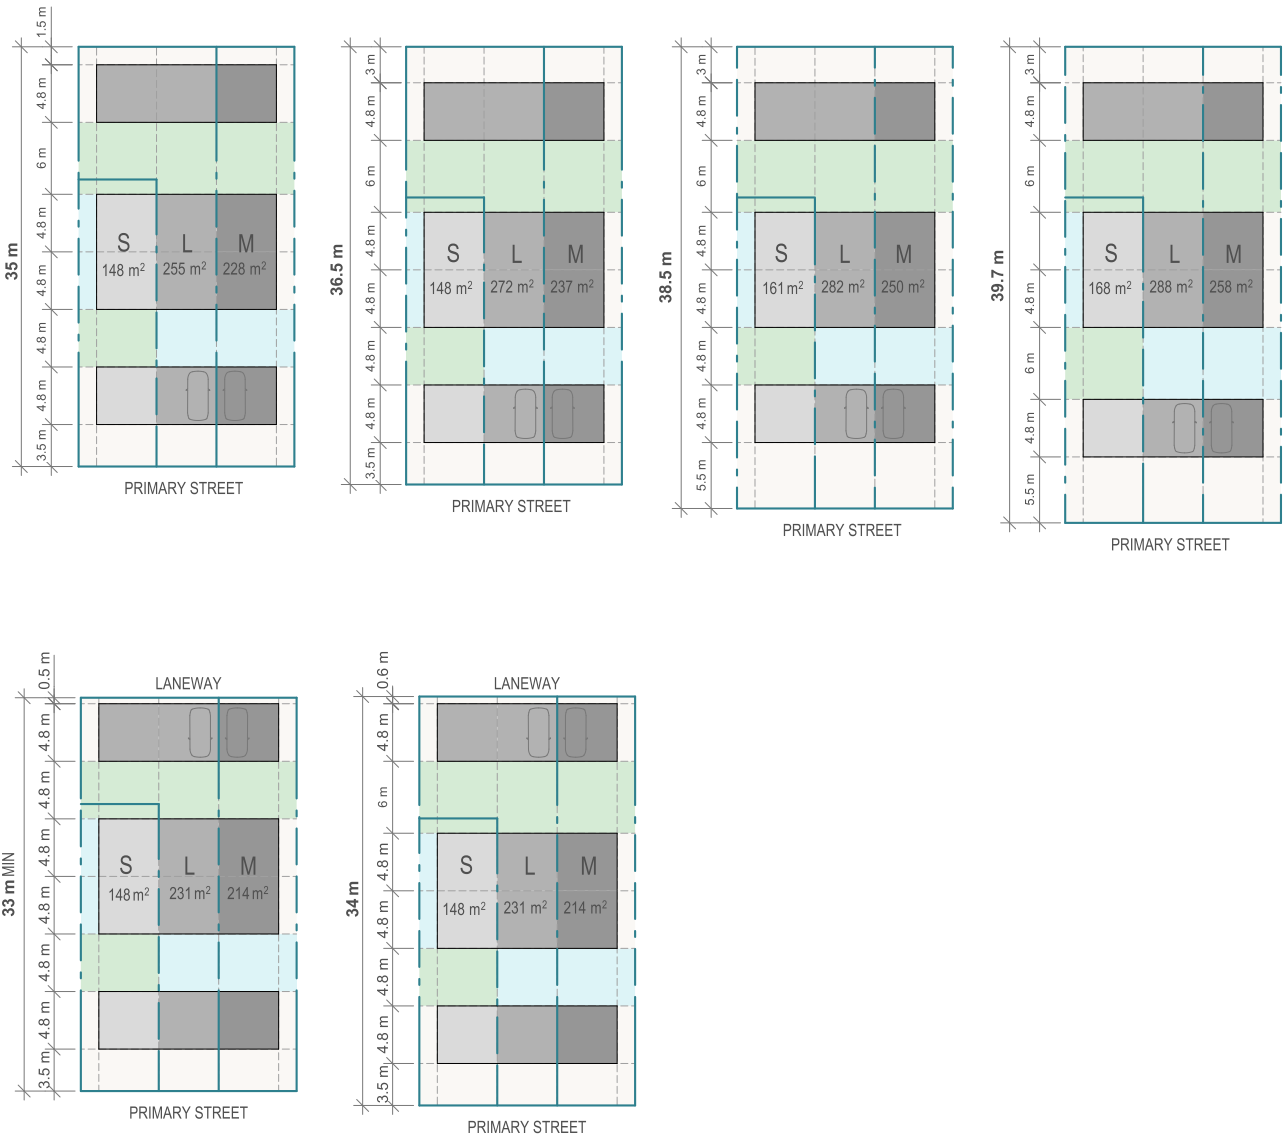 1.5 m
4.8 m
6 m
4.8 m
4.8 m
4.8 m
4.8 m
3.5 m
35 m
S L M
148 m² 255 m² 228 m²
PRIMARY STREET
3 m
4.8 m
6 m
4.8 m
4.8 m
4.8 m
4.8 m
3.5 m
36.5 m
S L M
148 m² 272 m² 237 m²
PRIMARY STREET
3 m
4.8 m
6 m
4.8 m
4.8 m
4.8 m
4.8 m
5.5 m
38.5 m
S L M
161 m² 282 m² 250 m²
PRIMARY STREET
3 m
4.8 m
6 m
4.8 m
4.8 m
6 m
4.8 m
5.5 m
39.7 m
S L M
168 m² 288 m² 258 m²
PRIMARY STREET
LANEWAY
0.5 m
4.8 m
4.8 m
4.8 m
4.8 m
4.8 m
4.8 m
3.5 m
33 m MIN
S L M
148 m² 231 m² 214 m²
PRIMARY STREET
LANEWAY
0.6 m
4.8 m
6 m
4.8 m
4.8 m
4.8 m
4.8 m
3.5 m
34 m
S L M
148 m² 231 m² 214 m²
PRIMARY STREET